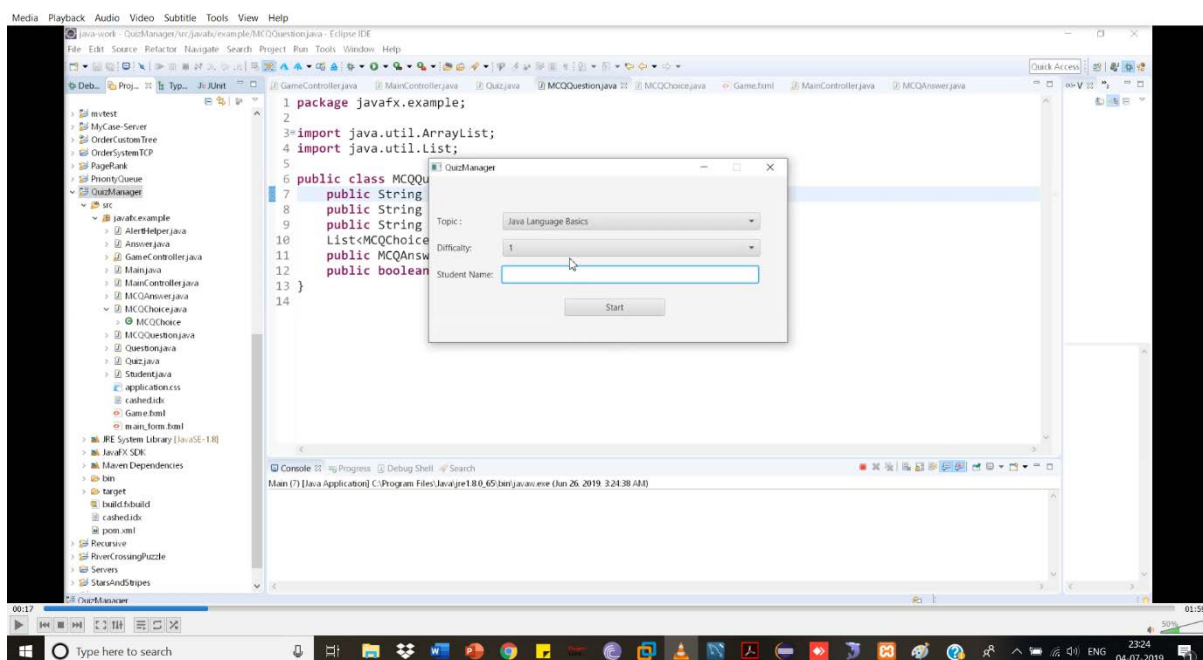 Media Playback Audio Video Subtitle Tools View Help
java-work - QuizManager/src/javafx/example/MCQQuestion.java - Eclipse IDE
File Edit Source Refactor Navigate Search Project Run Tools Window Help
Quick Access
Deb... Proj... Typ... JUnit
GameController.java MainController.java Quiz.java MCQQuestion.java MCQChoice.java Game.fxml MainController.java MCQAnswer.java
mvtest
MyCase-Server
OrderCustomTree
OrderSystemTCP
PageRank
PriorityQueue
QuizManager
src
javafx.example
AlertHelper.java
Answer.java
GameController.java
Main.java
MainController.java
MCQAnswer.java
MCQChoice.java
MCQChoice
MCQQuestion.java
Question.java
Quiz.java
Student.java
application.css
cashed.idx
Game.fxml
main_form.fxml
JRE System Library [JavaSE-1.8]
JavaFX SDK
Maven Dependencies
bin
target
build.fxbuild
cashed.idx
pom.xml
Recursive
RiverCrossingPuzzle
Servers
StarsAndStripes
QuizManager
1 package javafx.example;
2
3 import java.util.ArrayList;
4 import java.util.List;
5
6 public class MCQQu
7 public String
8 public String
9 public String
10 List<MCQChoice
11 public MCQAnsw
12 public boolean
13 }
14
QuizManager
Topic : Java Language Basics
Difficalty: 1
Student Name:
Start
Console Progress Debug Shell Search
Main (7) [Java Application] C:\Program Files\Java\jre1.8.0_65\bin\javaw.exe (Jun 26, 2019, 3:24:38 AM)
00:17
01:59
50%
Type here to search
ENG
23:24
04-07-2019